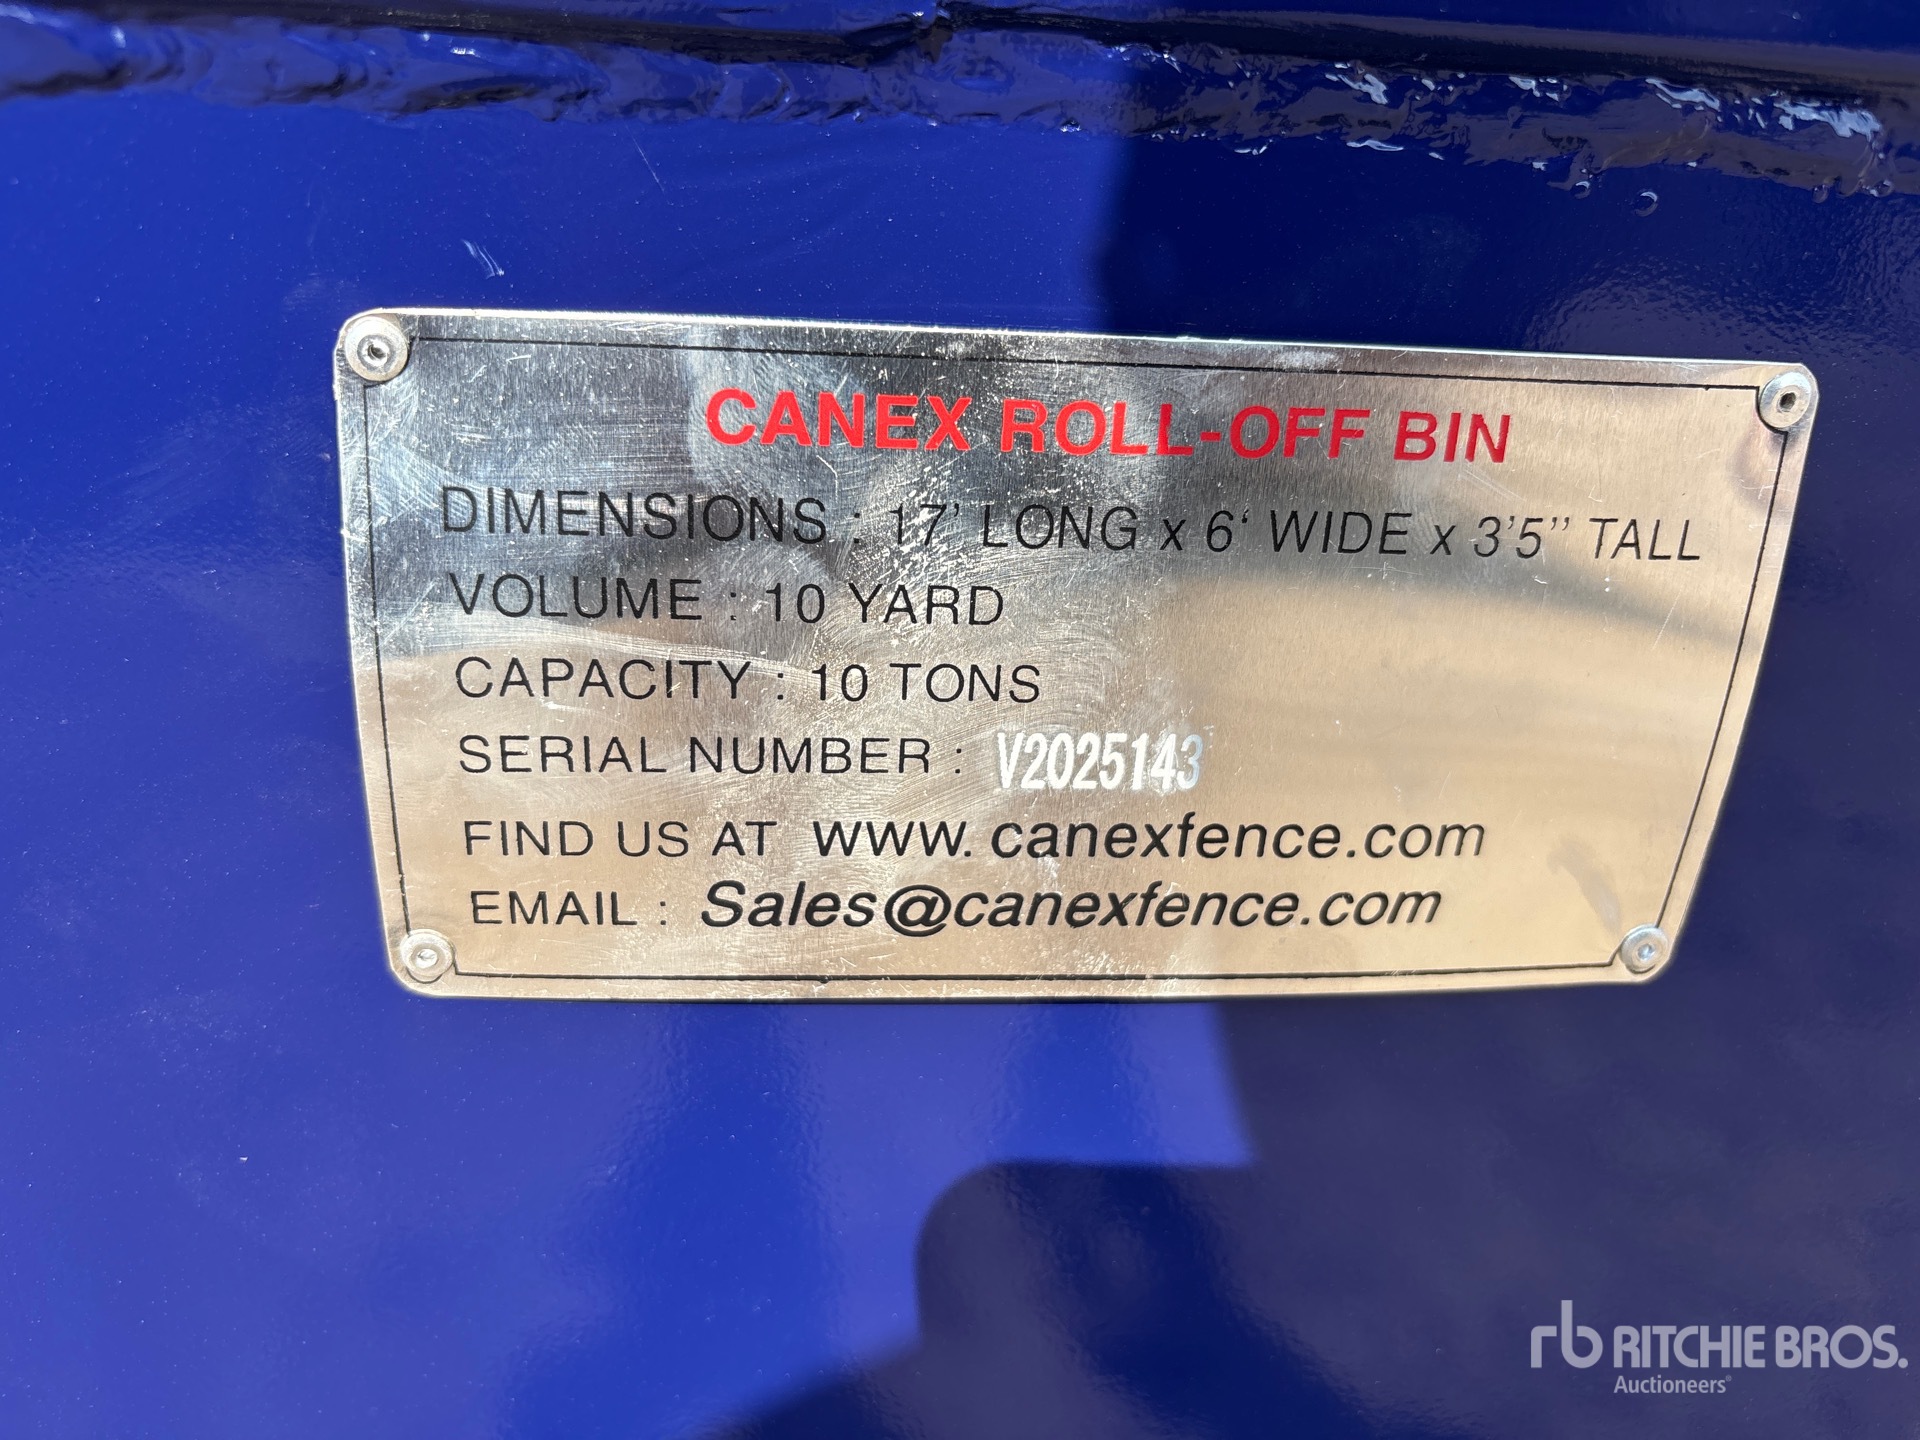 CANEX ROLL-OFF BIN
DIMENSIONS : 17' LONG x 6' WIDE x 3'5" TALL
VOLUME : 10 YARD
CAPACITY : 10 TONS
SERIAL NUMBER : V2025143
FIND US AT www.canexfence.com
EMAIL : Sales@canexfence.com
rb RITCHIE BROS.
Auctioneers